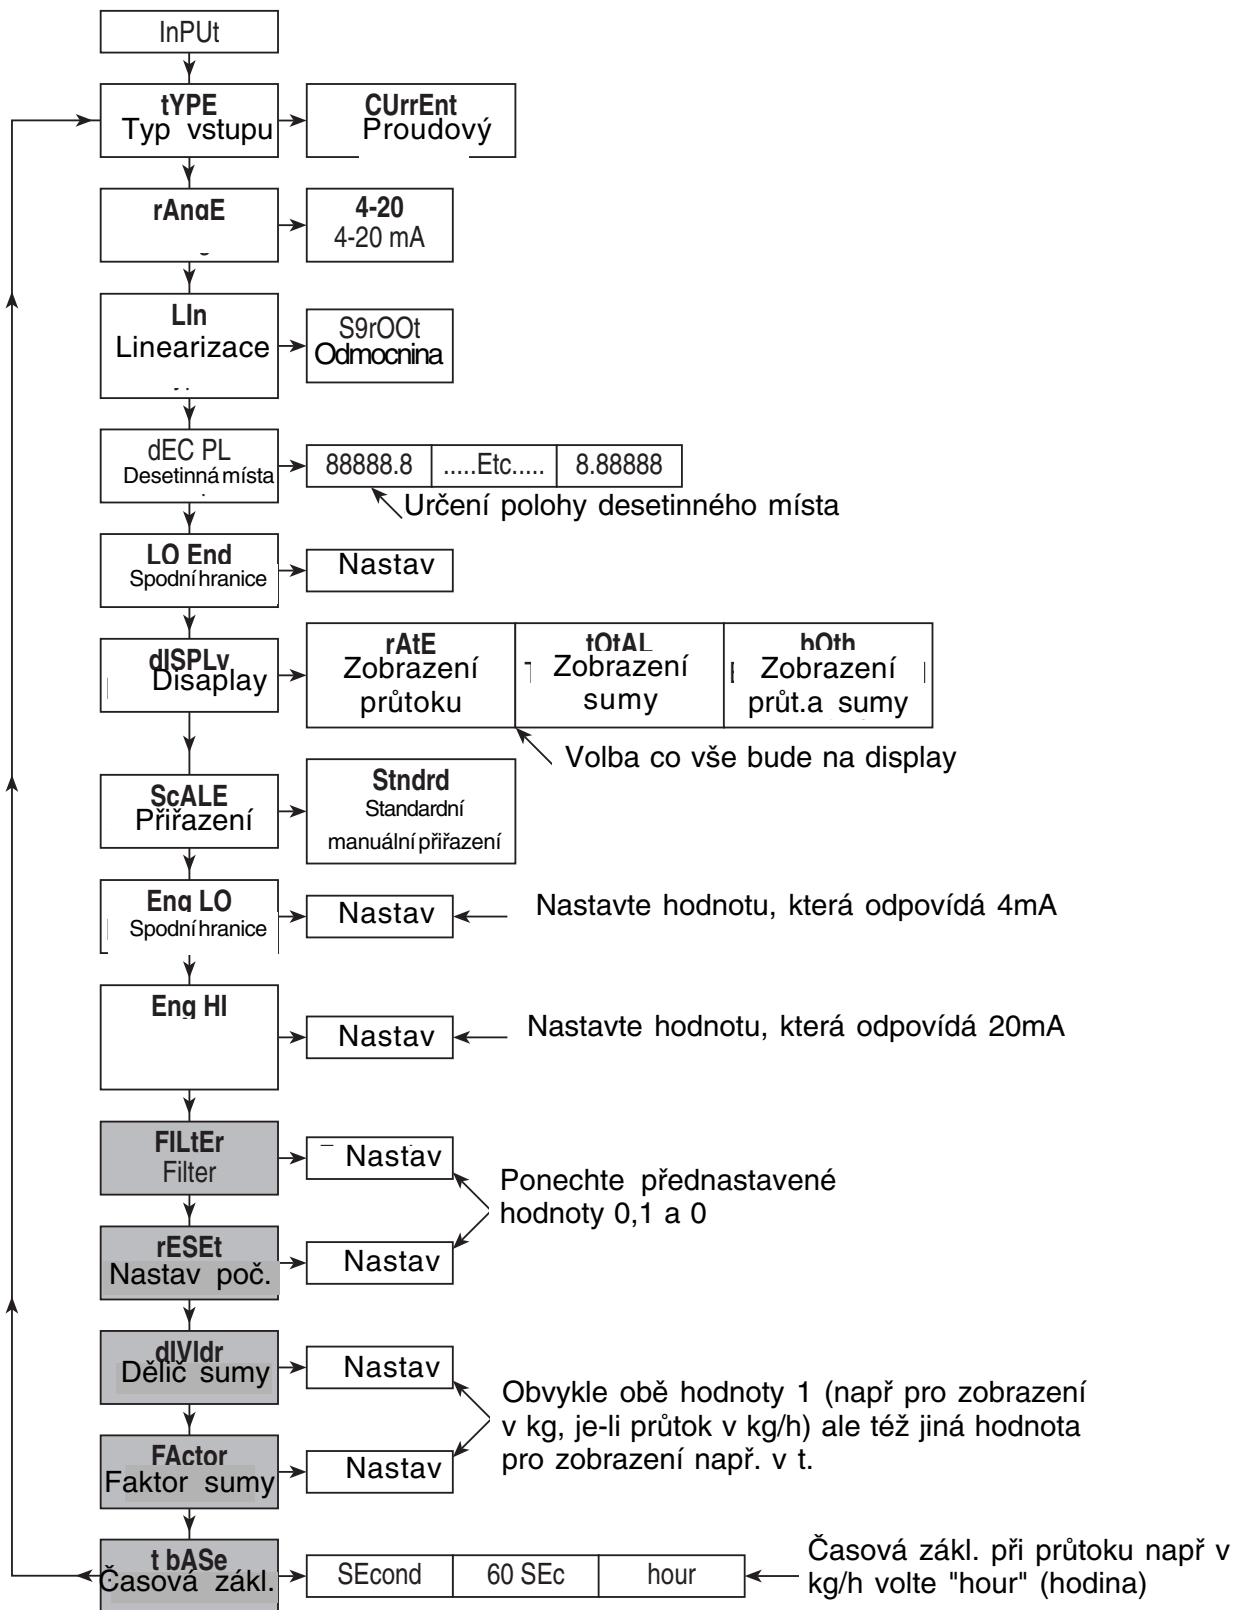 InPUt
tYPE
Typ vstupu
CUrrEnt
Proudový
rAngE
4-20
4-20 mA
LIn
Linearizace
S9rOOt
Odmocnina
dEC PL
Desetinná místa
88888.8
.....Etc.....
8.88888
Určení polohy desetinného místa
LO End
Spodní hranice
Nastav
dISPLy
Disaplay
rAtE
Zobrazení
průtoku
tOtAL
Zobrazení
sumy
bOth
Zobrazení
průt.a sumy
Volba co vše bude na display
ScALE
Přiřazení
Stndrd
Standardní
manuální přiřazení
Eng LO
Spodní hranice
Nastav
Nastavte hodnotu, která odpovídá 4mA
Eng HI
Nastav
Nastavte hodnotu, která odpovídá 20mA
FILtEr
Filter
Nastav
Ponechte přednastavené
hodnoty 0,1 a 0
rESEt
Nastav poč.
Nastav
dIVIdr
Dělič sumy
Nastav
Obvykle obě hodnoty 1 (např pro zobrazení
v kg, je-li průtok v kg/h) ale též jiná hodnota
pro zobrazení např. v t.
FActor
Faktor sumy
Nastav
t bASe
Časová zákl.
SEcond
60 SEc
hour
Časová zákl. při průtoku např v
kg/h volte "hour" (hodina)